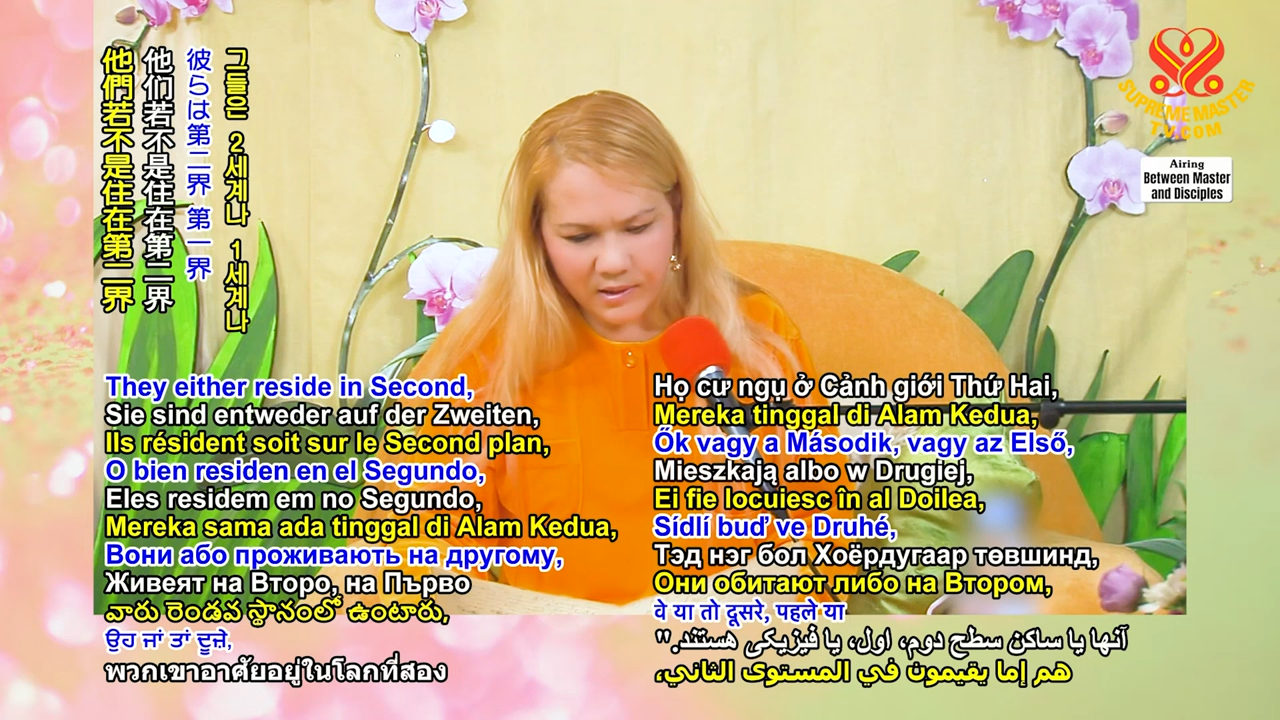 他們若不是住在第二界
他们若不是住在第二界
彼らは第二界 第一界
그들은 2세계나 1세계나
SUPREME MASTER
TV.COM
Airing
Between Master
and Disciples
They either reside in Second,
Sie sind entweder auf der Zweiten,
Ils résident soit sur le Second plan,
O bien residen en el Segundo,
Eles residem em no Segundo,
Mereka sama ada tinggal di Alam Kedua,
Вони або проживають на другому,
Живеят на Второ, на Първо
వారు రెండవ స్థానంలో ఉంటారు,
ਉਹ ਜਾਂ ਤਾਂ ਦੂਜੇ,
พวกเขาอาศัยอยู่ในโลกที่สอง
Họ cư ngụ ở Cảnh giới Thứ Hai,
Mereka tinggal di Alam Kedua,
Ők vagy a Második, vagy az Első,
Mieszkają albo w Drugiej,
Ei fie locuiesc în al Doilea,
Sídlí buď ve Druhé,
Тэд нэг бол Хоёрдугаар төвшинд,
Они обитают либо на Втором,
वे या तो दूसरे, पहले या
آنها یا ساکن سطح دوم، اول، یا فیزیکی هستند."
هم إما يقيمون في المستوى الثاني،